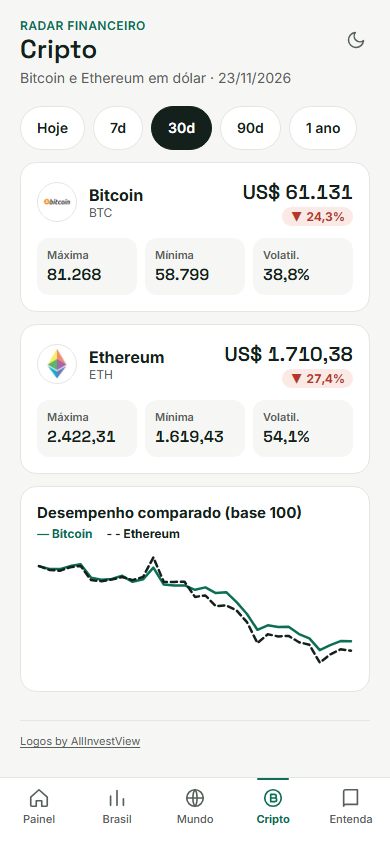 RADAR FINANCEIRO
Cripto
Bitcoin e Ethereum em dólar · 23/11/2026
Hoje 7d 30d 90d 1 ano
bitcoin
Bitcoin
BTC
US$ 61.131
▼ 24,3%
Máxima
81.268
Mínima
58.799
Volatil.
38,8%
Ethereum
ETH
US$ 1.710,38
▼ 27,4%
Máxima
2.422,31
Mínima
1.619,43
Volatil.
54,1%
Desempenho comparado (base 100)
— Bitcoin - - Ethereum
Logos by AllInvestView
Painel Brasil Mundo Cripto Entenda